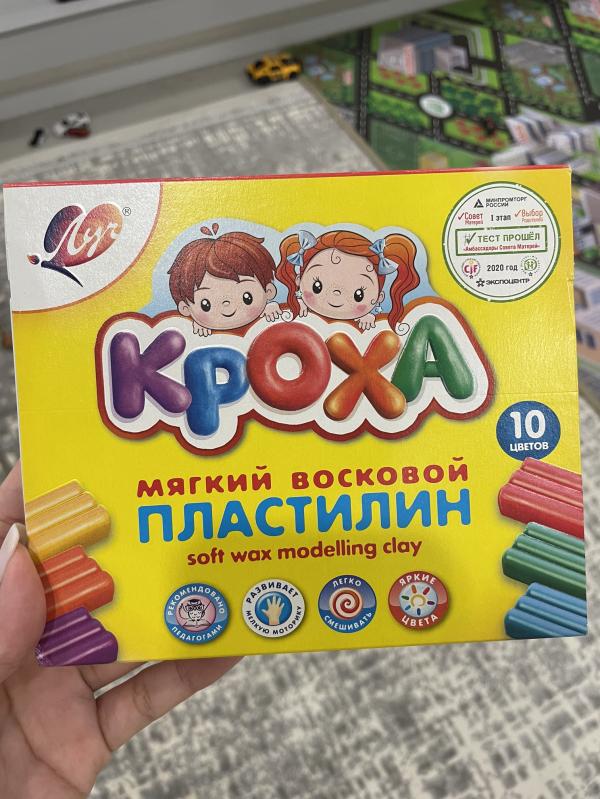 Луч®
МИНПРОМТОРГ
РОССИИ
Совет
Матерей
I этап
Выбор
Родителей
ТЕСТ ПРОШЁЛ
"Амбассадоры Совета Матерей"
CJF
2020 год
ЭКСПОЦЕНТР
КРОХА
10
ЦВЕТОВ
МЯГКИЙ ВОСКОВОЙ
ПЛАСТИЛИН
soft wax modelling clay
РЕКОМЕНДОВАНО
ПЕДАГОГАМИ
РАЗВИВАЕТ
МЕЛКУЮ МОТОРИКУ
ЛЕГКО
СМЕШИВАТЬ
ЯРКИЕ
ЦВЕТА